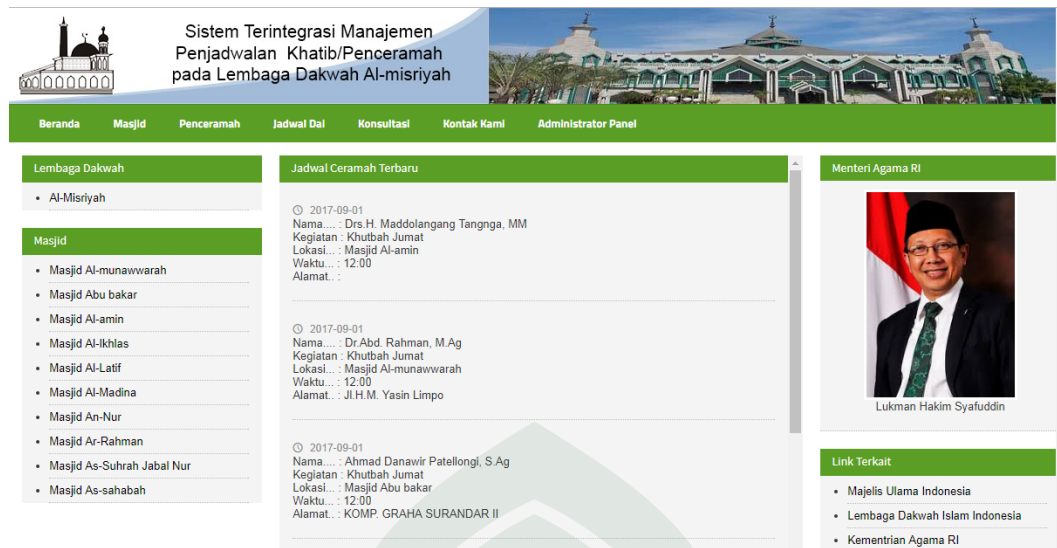 Sistem Terintegrasi Manajemen
Penjadwalan Khatib/Penceramah
pada Lembaga Dakwah Al-misriyah
Beranda Masjid Penceramah Jadwal Dai Konsultasi Kontak Kami Administrator Panel
Lembaga Dakwah
• Al-Misriyah
Masjid
• Masjid Al-munawwarah
• Masjid Abu bakar
• Masjid Al-amin
• Masjid Al-Ikhlas
• Masjid Al-Latif
• Masjid Al-Madina
• Masjid An-Nur
• Masjid Ar-Rahman
• Masjid As-Suhrah Jabal Nur
• Masjid As-sahabah
Jadwal Ceramah Terbaru
2017-09-01
Nama.... : Drs.H. Maddolangang Tangnga, MM
Kegiatan : Khutbah Jumat
Lokasi... : Masjid Al-amin
Waktu... : 12:00
Alamat.. :
2017-09-01
Nama.... : Dr.Abd. Rahman, M.Ag
Kegiatan : Khutbah Jumat
Lokasi... : Masjid Al-munawwarah
Waktu... : 12:00
Alamat.. : Jl.H.M. Yasin Limpo
2017-09-01
Nama.... : Ahmad Danawir Patellongi, S.Ag
Kegiatan : Khutbah Jumat
Lokasi... : Masjid Abu bakar
Waktu... : 12:00
Alamat.. : KOMP. GRAHA SURANDAR II
Menteri Agama RI
Lukman Hakim Syafuddin
Link Terkait
• Majelis Ulama Indonesia
• Lembaga Dakwah Islam Indonesia
• Kementrian Agama RI